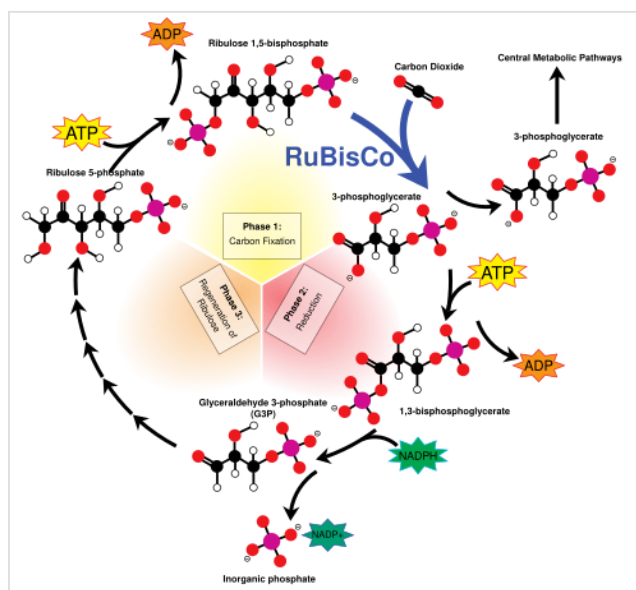 ADP
Ribulose 1,5-bisphosphate
Carbon Dioxide
Central Metabolic Pathways
ATP
RuBisCo
3-phosphoglycerate
Ribulose 5-phosphate
3-phosphoglycerate
Phase 1:
Carbon Fixation
Phase 3:
Regeneration of
Ribulose
Phase 2:
Reduction
ATP
ADP
1,3-bisphosphoglycerate
Glyceraldehyde 3-phosphate
(G3P)
NADPH
NADP+
Inorganic phosphate